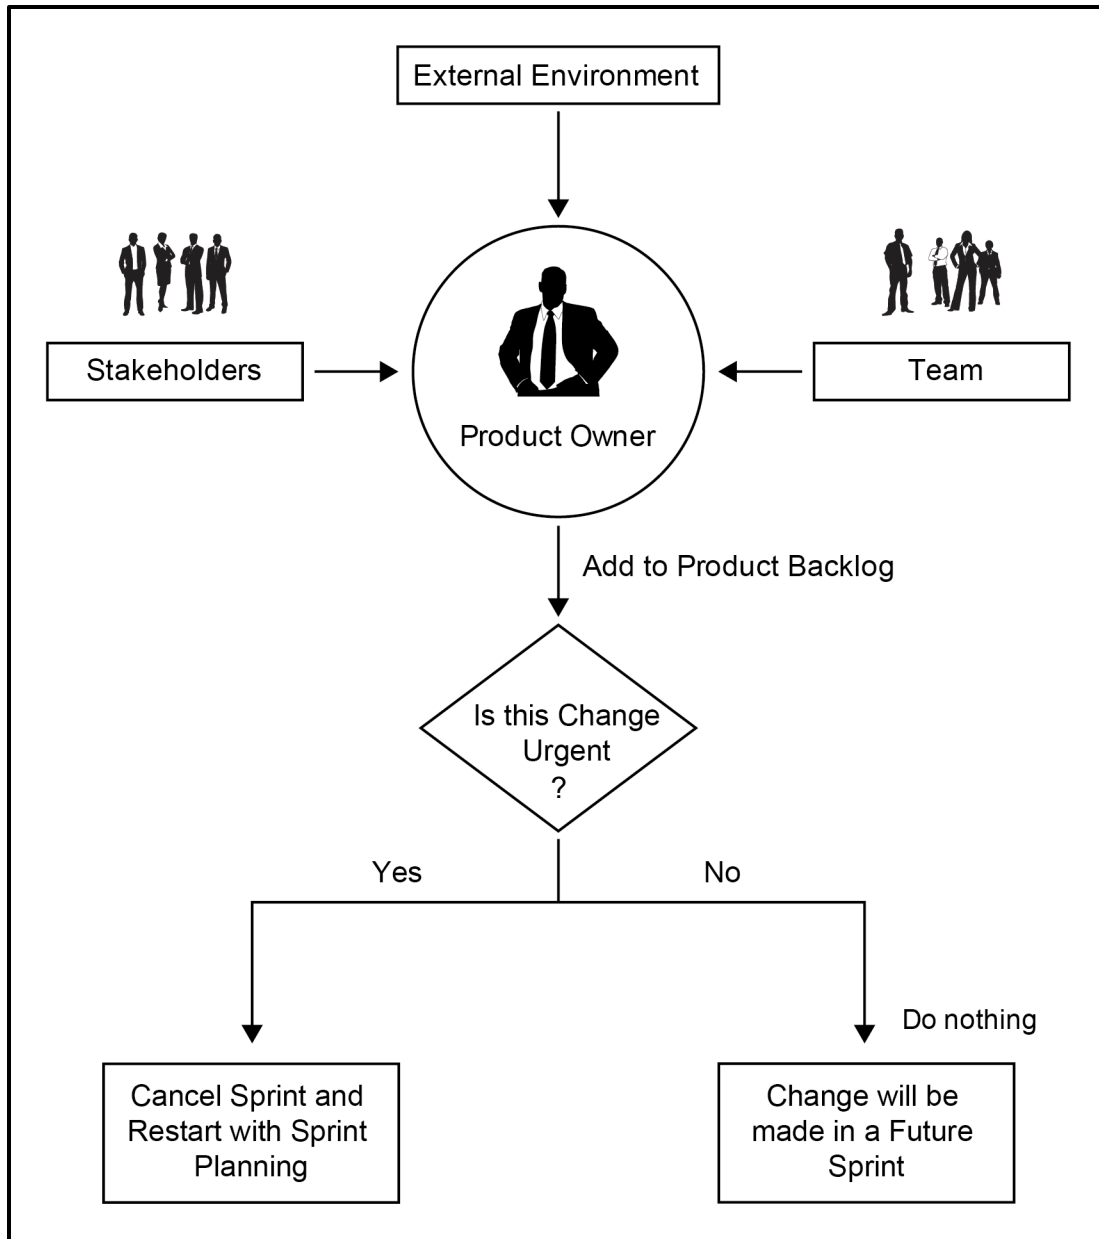 External Environment
Stakeholders
Team
Product Owner
Add to Product Backlog
Is this Change
Urgent
?
Yes
No
Do nothing
Cancel Sprint and
Restart with Sprint
Planning
Change will be
made in a Future
Sprint